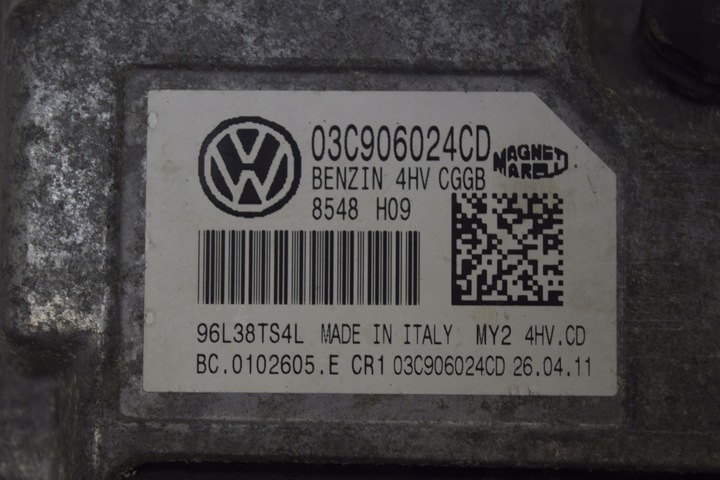 03C906024CD
MAGNETI
MARELLI
BENZIN 4HV CGGB
8548 H09
96L38TS4L MADE IN ITALY MY2 4HV.CD
BC.0102605.E CR1 03C906024CD 26.04.11